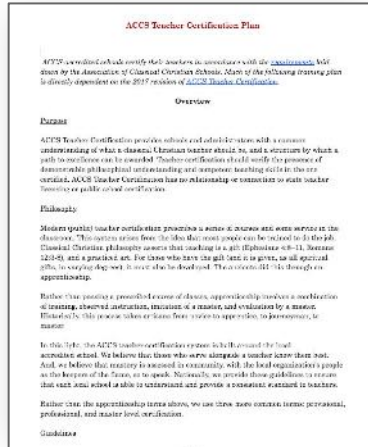 ACCS Teacher Certification Plan
ACCS accredited schools certify their teachers in accordance with the requirements laid
down by the Association of Classical Christian Schools. Much of the following training plan
is directly dependent on the 2017 revision of ACCS Teacher Certification.
Overview
Purpose
ACCS Teacher Certification provides schools and administrators with a common
understanding of what a classical Christian teacher should be, and a structure by which a
path to excellence can be awarded. Teacher certification should verify the presence of
demonstrable philosophical understanding and competent teaching skills in the one
certified. ACCS Teacher Certification has no relationship or connection to state teacher
licensing or public school certification.
Philosophy
Modern (public) teacher certification prescribes a series of courses and some service in the
classroom. This system arises from the idea that most people can be trained to do the job.
Classical Christian philosophy asserts that teaching is a gift (Ephesians 4:8-11, Romans
12:3-8), and a practiced art. For those who have the gift (and it is given, as all spiritual
gifts, in varying degrees), it must also be developed. The ancients did this through an
apprenticeship.
Rather than passing a prescribed course of classes, apprenticeship involves a combination
of training, observed instruction, imitation of a master, and evaluation by a master.
Historically, this process takes artisans from novice to apprentice, to journeyman, to
master.
In this light, the ACCS teacher certification system is built around the local
accredited school. We believe that those who serve alongside a teacher know them best.
And, we believe that mastery is assessed in community, with the local organization's people
as the keepers of the flame, so to speak. Nationally, we provide these guidelines to ensure
that each local school is able to understand and provide a consistent standard in teachers.
Rather than the apprenticeship terms above, we use three more common terms: provisional,
professional, and master level certification.
Guidelines